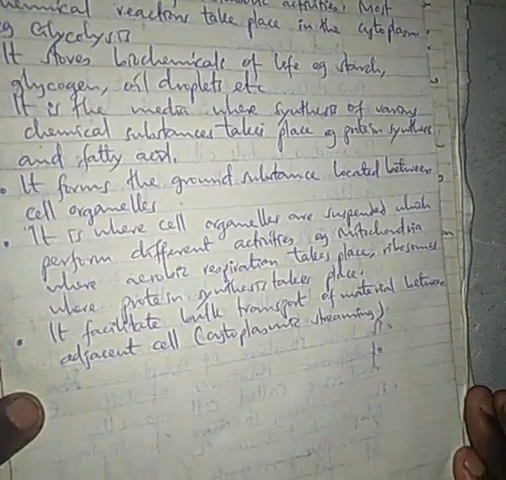 chemical reactions take place in the cytoplasm
eg Glycolysis
It stores biochemicals of life eg starch,
glycogen, oil droplets etc
It is the media where synthesis of various
chemical substances takes place eg protein synthesis
and fatty acid.
• It forms the ground substance located between
cell organelles
• It is where cell organelles are suspended which
perform different activities eg mitochondria
where aerobic respiration takes place, ribosomes
where protein synthesis takes place.
• It facilitate bulk transport of material between
adjacent cell (cytoplasmic streaming).